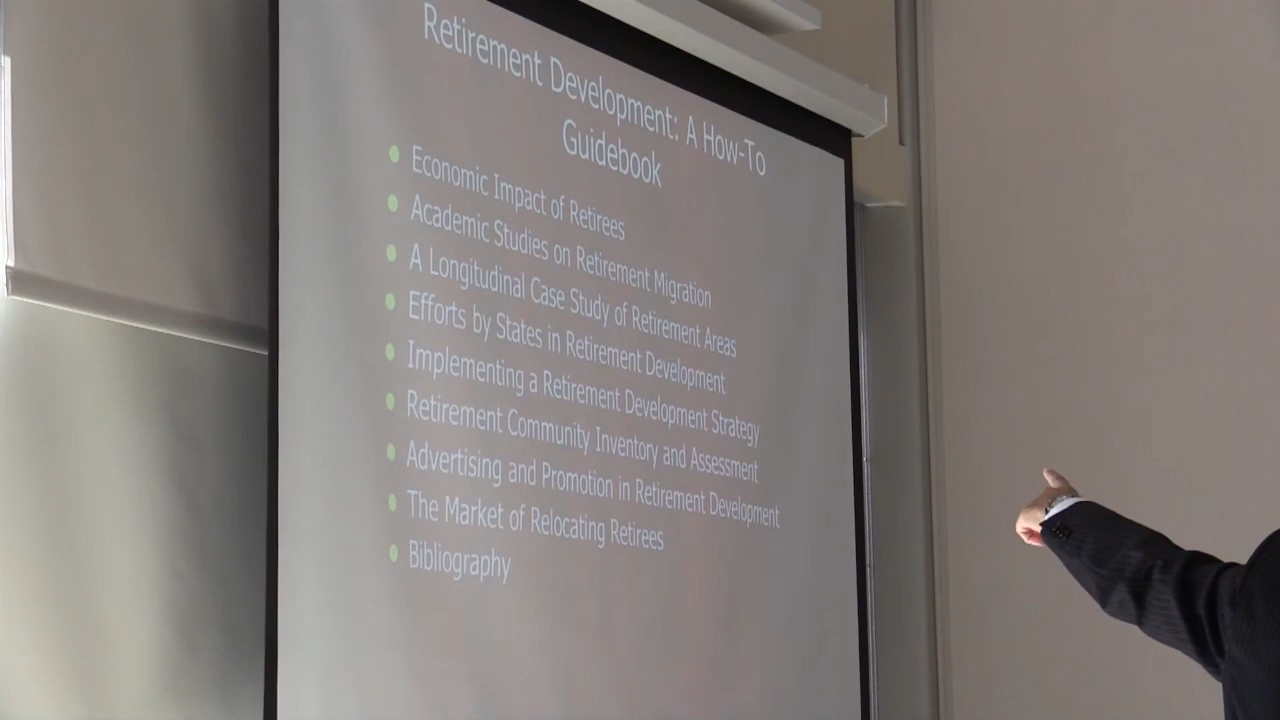 Retirement Development: A How-To
Guidebook
Economic Impact of Retirees
Academic Studies on Retirement Migration
A Longitudinal Case Study of Retirement Areas
Efforts by States in Retirement Development
Implementing a Retirement Development Strategy
Retirement Community Inventory and Assessment
Advertising and Promotion in Retirement Development
The Market of Relocating Retirees
Bibliography